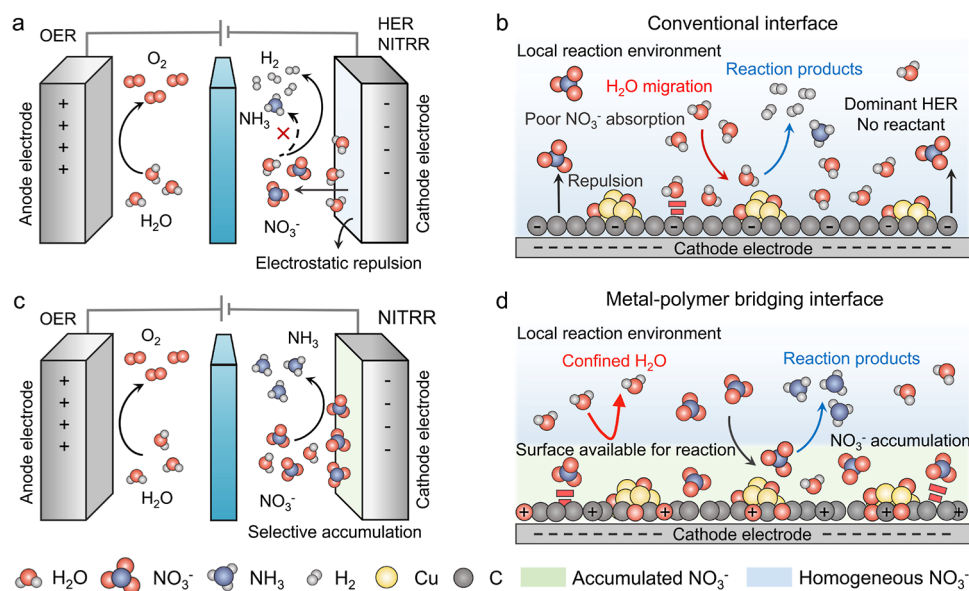 a
OER
HER
NITRR
O₂
H₂
NH₃
H₂O
NO₃⁻
Anode electrode
Cathode electrode
+
+
+
+
-
-
-
-
×
Electrostatic repulsion
b
Conventional interface
Local reaction environment
H₂O migration
Reaction products
Poor NO₃⁻ absorption
Dominant HER
No reactant
Repulsion
Cathode electrode
c
OER
NITRR
O₂
NH₃
H₂O
NO₃⁻
Anode electrode
Cathode electrode
+
+
+
+
-
-
-
-
Selective accumulation
d
Metal-polymer bridging interface
Local reaction environment
Confined H₂O
Reaction products
Surface available for reaction
NO₃⁻ accumulation
Cathode electrode
H₂O NO₃⁻ NH₃ H₂ Cu C Accumulated NO₃⁻ Homogeneous NO₃⁻